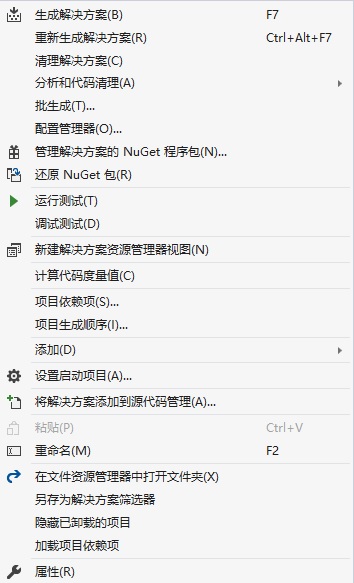 生成解决方案(B) F7
重新生成解决方案(R) Ctrl+Alt+F7
清理解决方案(C)
分析和代码清理(A)
批生成(T)...
配置管理器(O)...
管理解决方案的 NuGet 程序包(N)...
还原 NuGet 包(R)
运行测试(T)
调试测试(D)
新建解决方案资源管理器视图(N)
计算代码度量值(C)
项目依赖项(S)...
项目生成顺序(I)...
添加(D)
设置启动项目(A)...
将解决方案添加到源代码管理(A)...
粘贴(P) Ctrl+V
重命名(M) F2
在文件资源管理器中打开文件夹(X)
另存为解决方案筛选器
隐藏已卸载的项目
加载项目依赖项
属性(R)